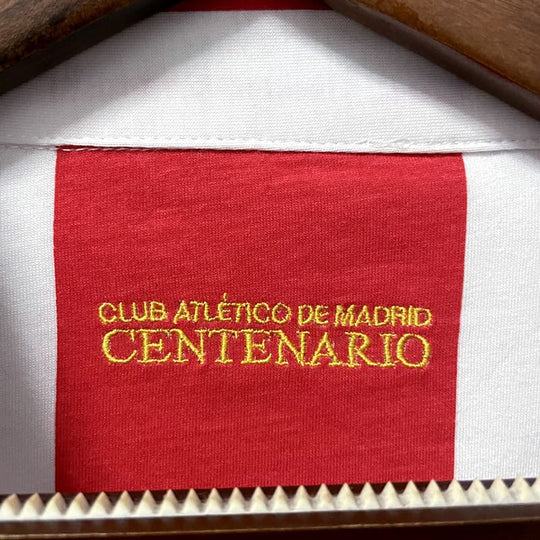 CLUB ATLÉTICO DE MADRID
CENTENARIO